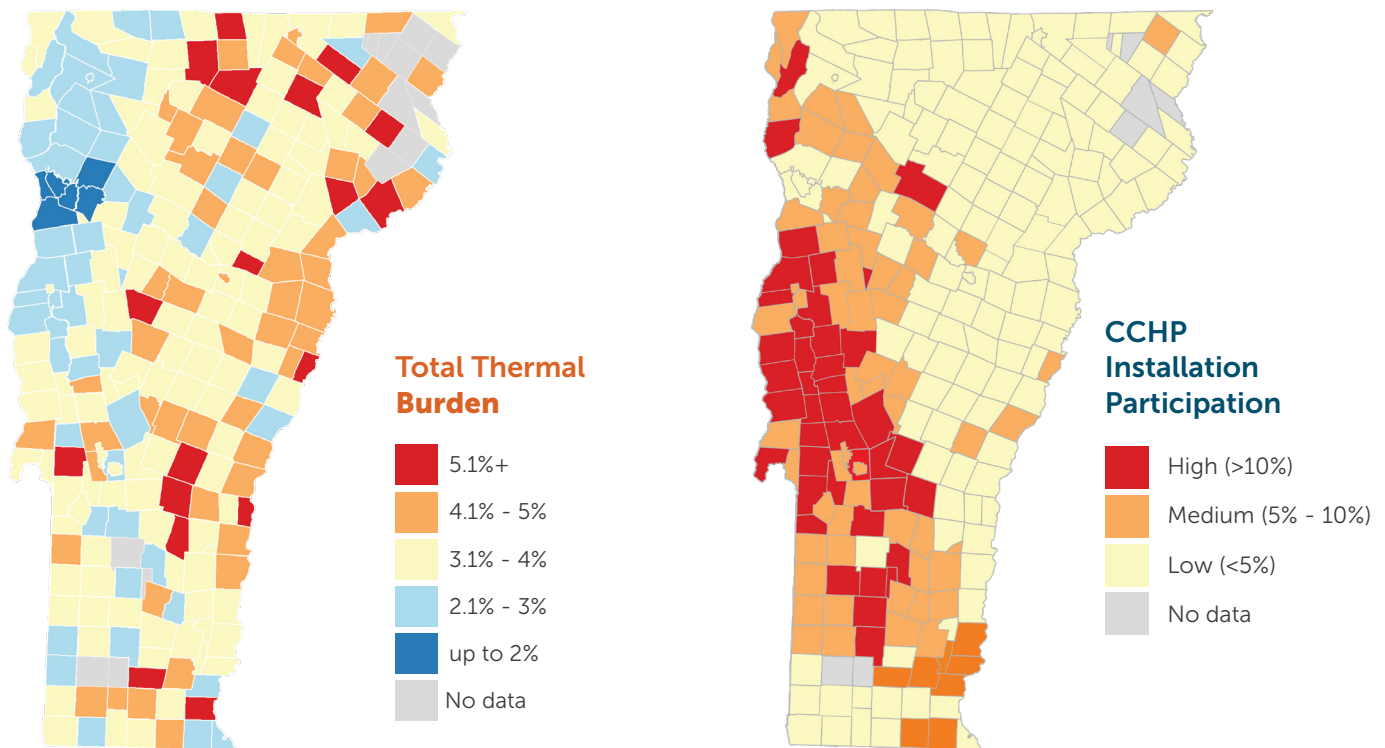 Total Thermal
Burden
5.1%+
4.1% - 5%
3.1% - 4%
2.1% - 3%
up to 2%
No data
CCHP
Installation
Participation
High (>10%)
Medium (5% - 10%)
Low (<5%)
No data